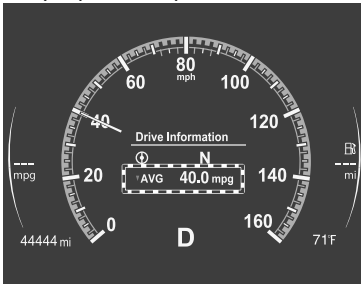 80
mph
60
100
40
120
Drive Information
N
--- mpg
20
AVG 40.0 mpg
140
--- mi
0
160
44444 mi
D
71°F